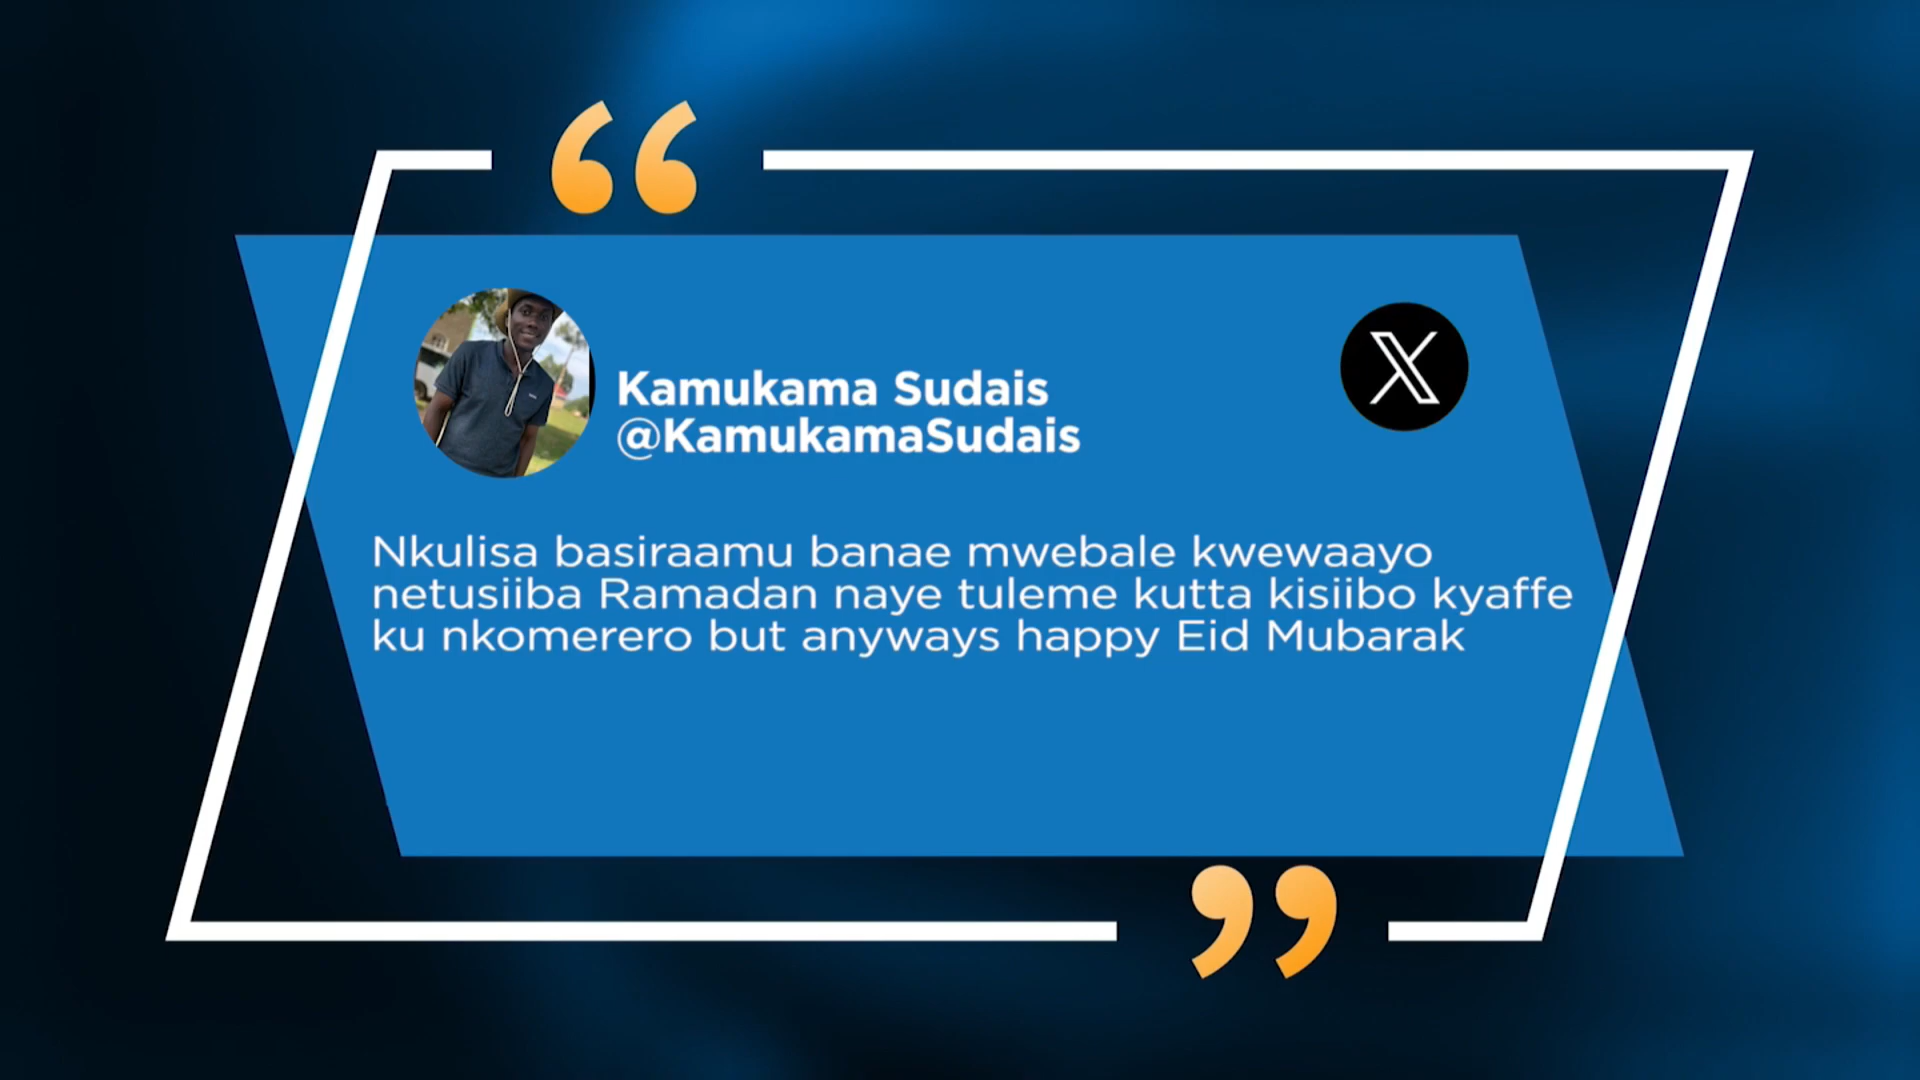 Kamukama Sudais
@KamukamaSudais
Nkulisa basiraamu banae mwebale kwewaayo
netusiiba Ramadan naye tuleme kutta kisiibo kyaffe
ku nkomerero but anyways happy Eid Mubarak